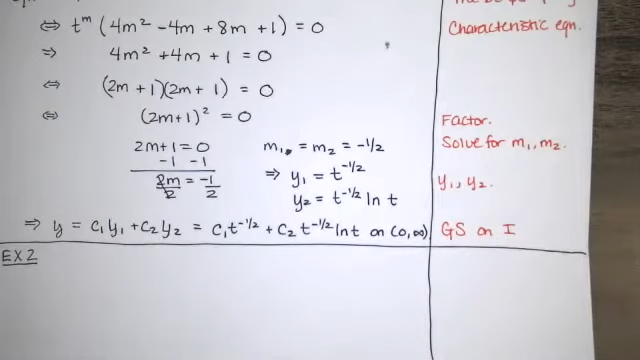 ⇔ t^m (4m² - 4m + 8m + 1) = 0 Characteristic eqn.
⇒ 4m² + 4m + 1 = 0
⇔ (2m + 1)(2m + 1) = 0
⇔ (2m+1)² = 0 Factor.
2m+1 = 0 m₁ = m₂ = -1/2 Solve for m₁, m₂.
-1 -1
2m/2 = -1/2 ⇒ y₁ = t^(-1/2) y₁, y₂.
y₂ = t^(-1/2) ln t
⇒ y = c₁y₁ + c₂y₂ = c₁t^(-1/2) + c₂t^(-1/2) ln t on (0, ∞) GS on I
EX 2